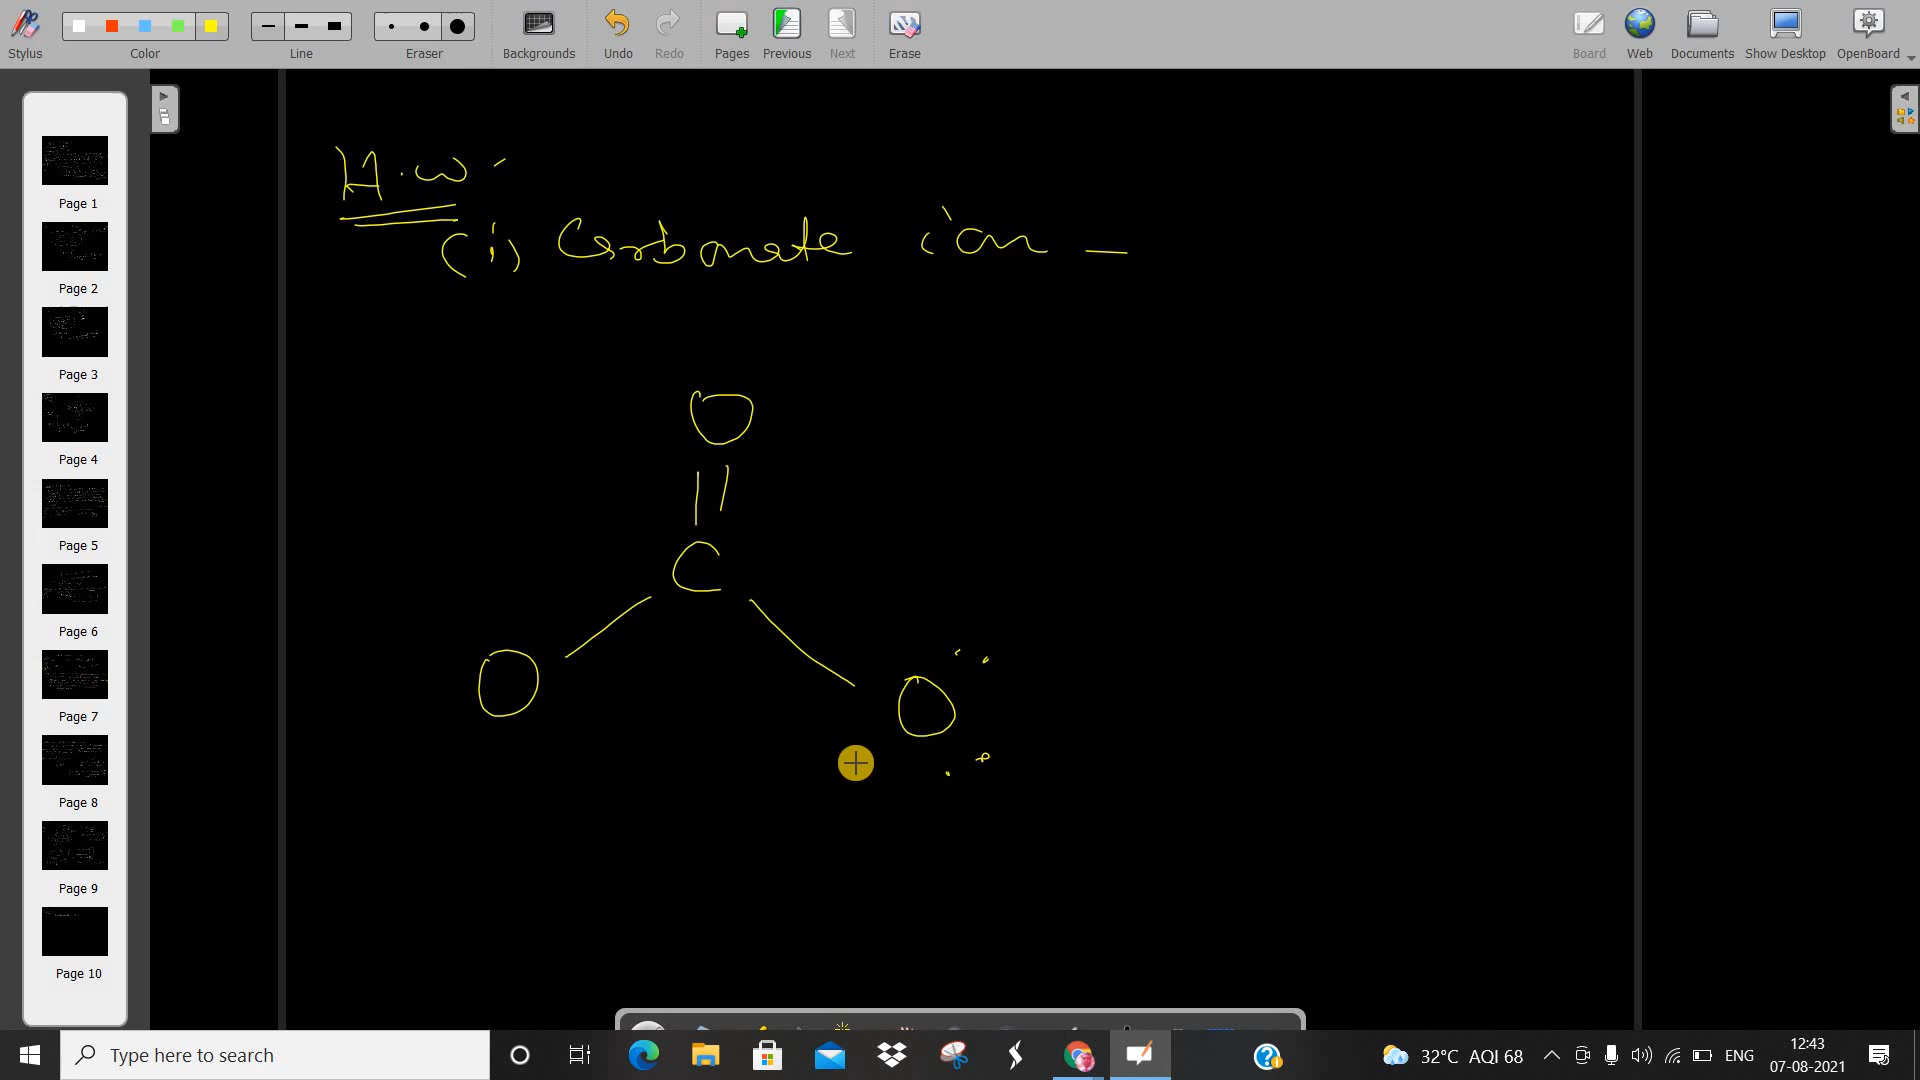 Stylus
Color
Line
Eraser
Backgrounds
Undo
Redo
Pages
Previous
Next
Erase
Board
Web
Documents
Show Desktop
OpenBoard
H.W
(i) Carbonate ion —
O
C
O
O
Page 1
Page 2
Page 3
Page 4
Page 5
Page 6
Page 7
Page 8
Page 9
Page 10
Type here to search
32°C AQI 68
ENG
12:43
07-08-2021